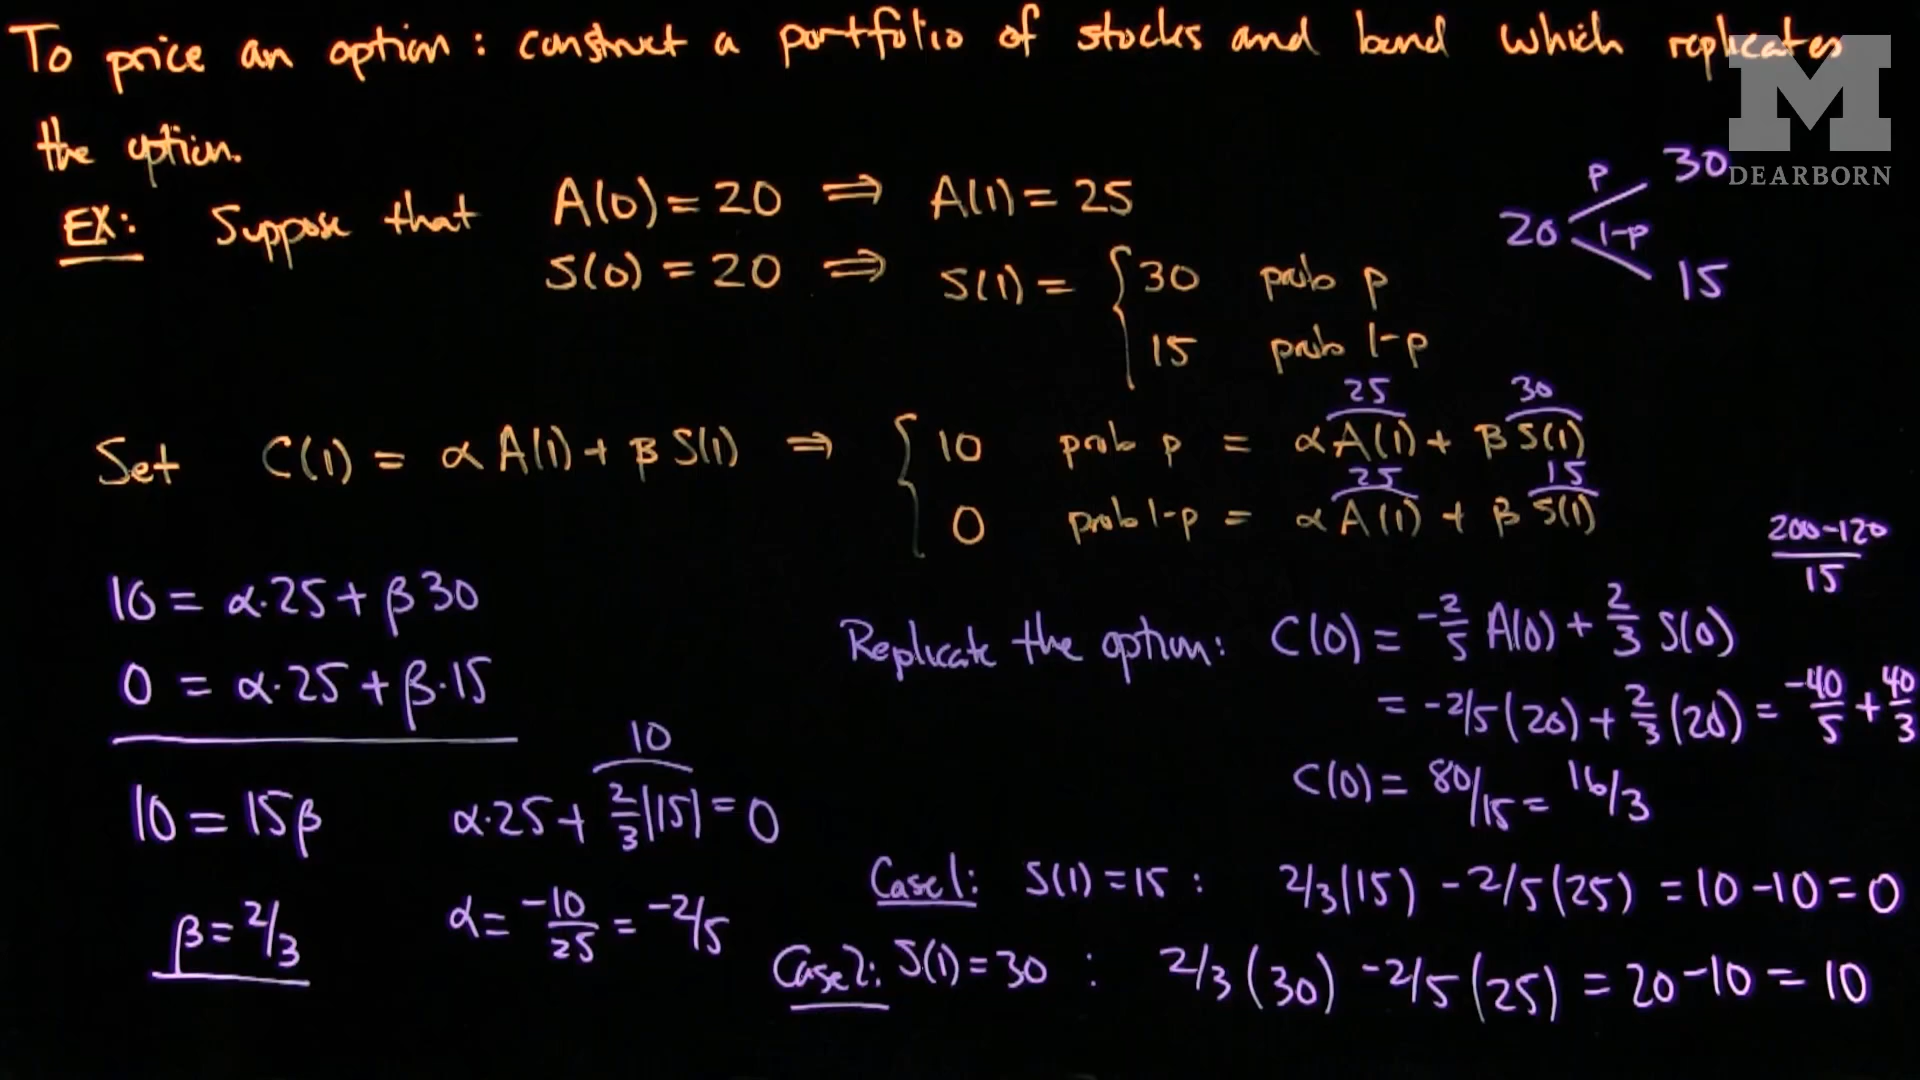 To price an option: construct a portfolio of stocks and bond which replicates
the option.
M
DEARBORN
EX: Suppose that A(0) = 20 ⇒ A(1) = 25
S(0) = 20 ⇒ S(1) = { 30 prob p
15 prob 1-p
20 p 30
1-p 15
25 30
Set C(1) = α A(1) + β S(1) ⇒ { 10 prob p = α A(1) + β S(1)
25 15
0 prob 1-p = α A(1) + β S(1)
200-120
15
10 = α·25 + β30
0 = α·25 + β·15
10 = 15β
β = 2/3
10
α·25 + 2/3(15) = 0
α = -10/25 = -2/5
Replicate the option: C(0) = -2/5 A(0) + 2/3 S(0)
= -2/5(20) + 2/3(20) = -40/5 + 40/3
C(0) = 80/15 = 16/3
Case 1: S(1) = 15 : 2/3(15) - 2/5(25) = 10 - 10 = 0
Case 2: S(1) = 30 : 2/3(30) - 2/5(25) = 20 - 10 = 10